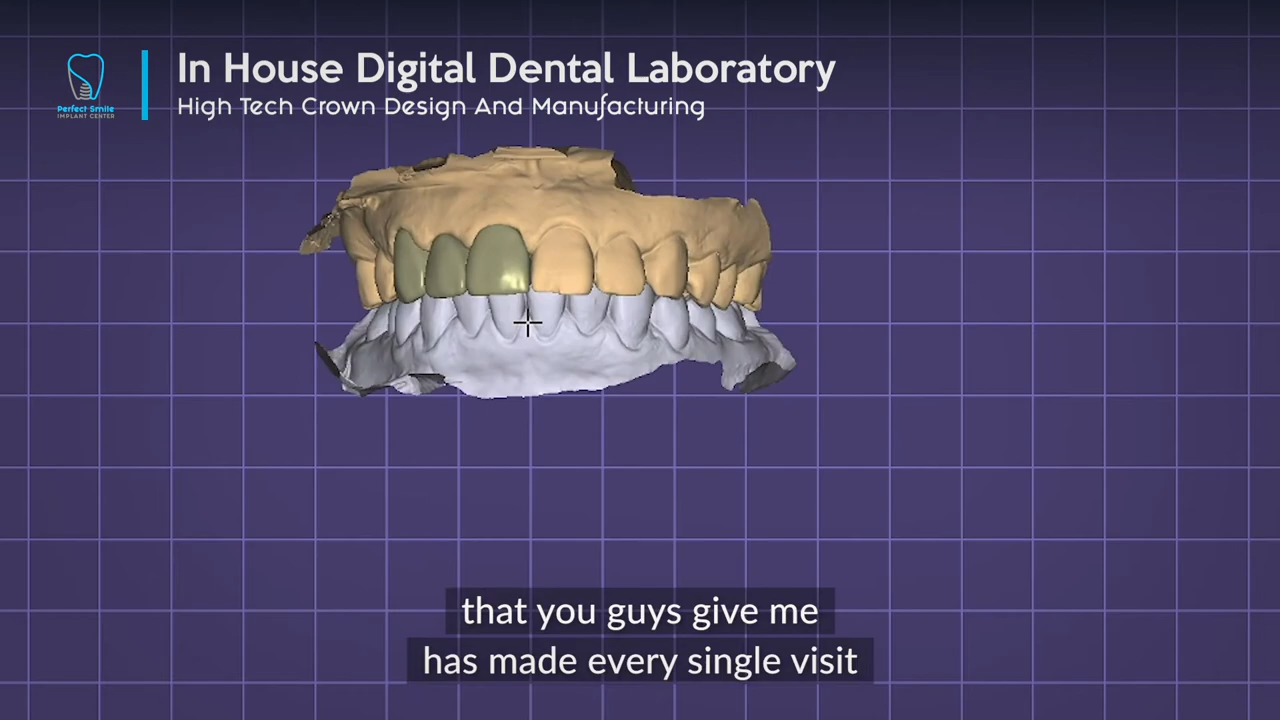 In House Digital Dental Laboratory
High Tech Crown Design And Manufacturing
Perfect Smile
IMPLANT CENTER
that you guys give me
has made every single visit